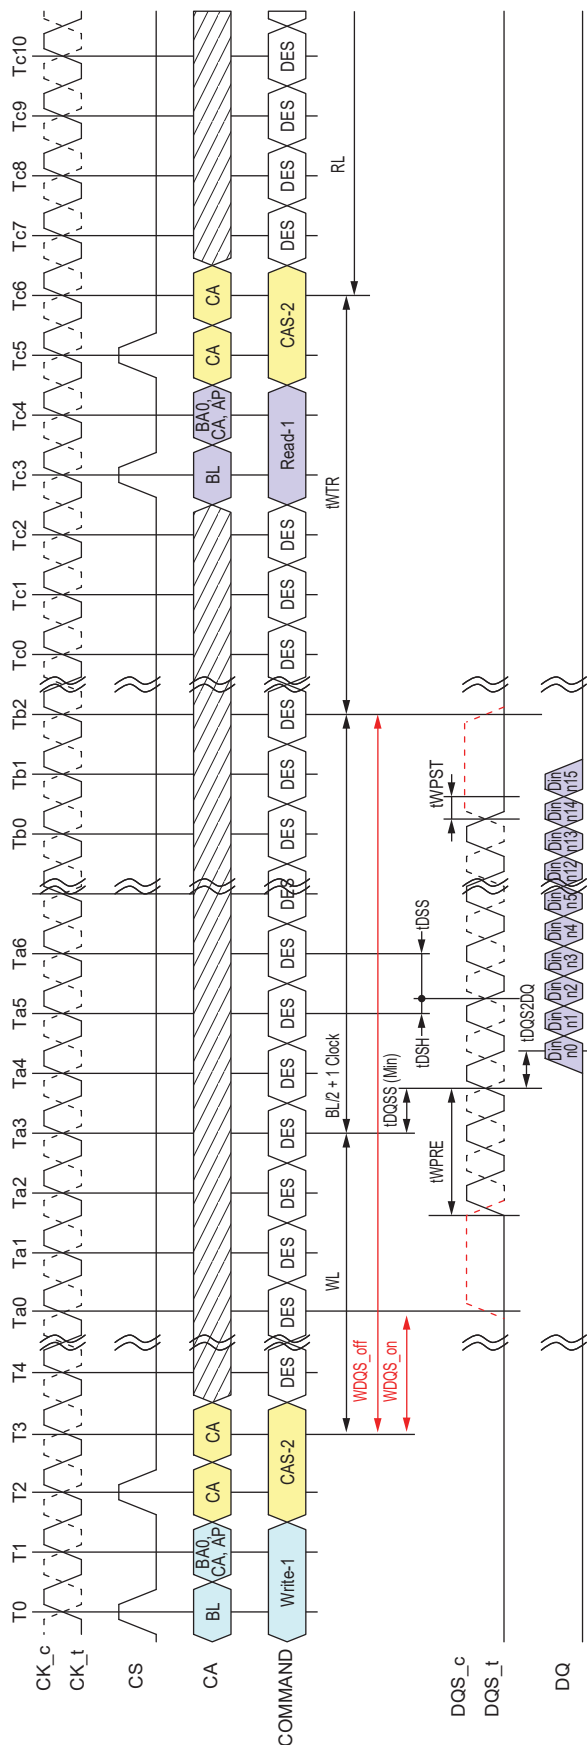 T0 T1 T2 T3 T4 Ta0 Ta1 Ta2 Ta3 Ta4 Ta5 Ta6 Tb0 Tb1 Tb2 Tc0 Tc1 Tc2 Tc3 Tc4 Tc5 Tc6 Tc7 Tc8 Tc9 Tc10
CK_c
CK_t
CS
CA BL BA0, CA, AP CA CA BL BA0, CA, AP CA CA
COMMAND Write-1 CAS-2 DES DES DES DES DES DES DES DES DES DES DES DES DES DES DES Read-1 CAS-2 DES DES DES DES
WL BL/2 + 1 Clock tWTR RL
WDQS_off
WDQS_on
tDQSS (Min) tDSH tDSS
tWPRE tWPST
DQS_c
DQS_t
tDQS2DQ
DQ Din Din Din Din Din Din Din Din Din Din
n0 n1 n2 n3 n4 n5 n12 n13 n14 n15